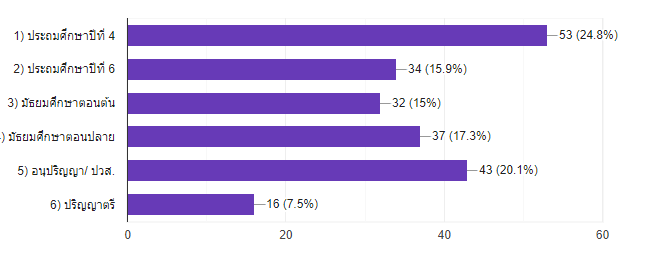 1) ประถมศึกษาปีที่ 4 53 (24.8%)
2) ประถมศึกษาปีที่ 6 34 (15.9%)
3) มัธยมศึกษาตอนต้น 32 (15%)
) มัธยมศึกษาตอนปลาย 37 (17.3%)
5) อนุปริญญา/ ปวส. 43 (20.1%)
6) ปริญญาตรี 16 (7.5%)
0 20 40 60